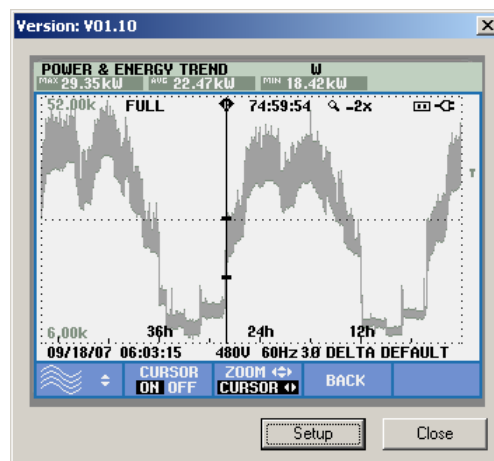 Version: V01.10
POWER & ENERGY TREND W
MAX 29.35kW AVG 22.47kW MIN 18.42kW
52.00k FULL 74:59:54 -2x
T
6.00k 36h 24h 12h
09/18/07 06:03:15 480V 60Hz 3Ø DELTA DEFAULT
CURSOR ZOOM BACK
ON OFF CURSOR
Setup Close